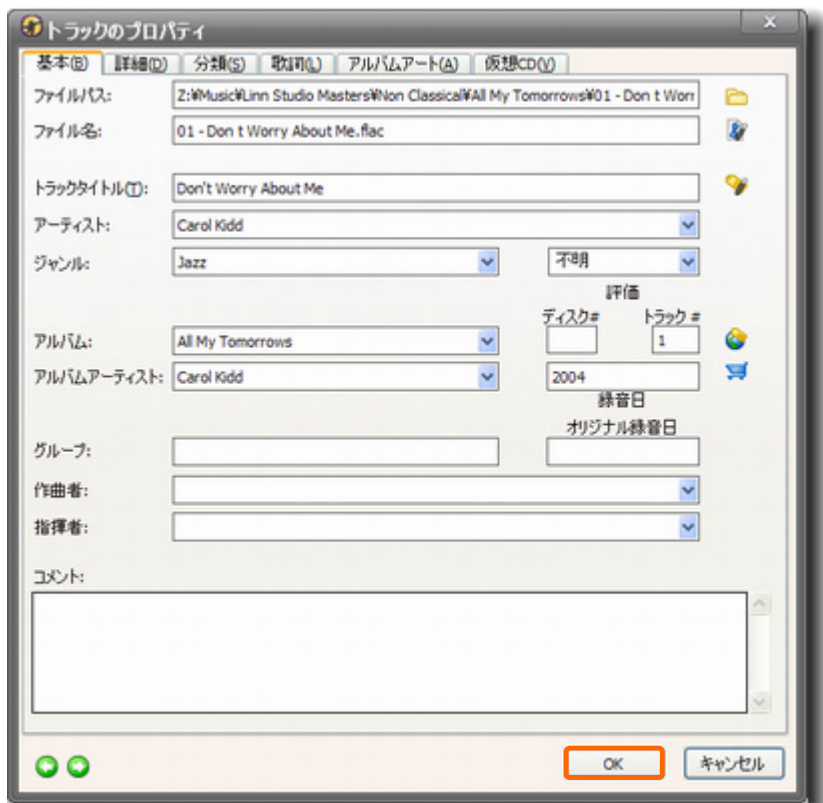 トラックのプロパティ
基本(B) 詳細(D) 分類(S) 歌詞(L) アルバムアート(A) 仮想CD(V)
ファイルパス: Z:¥Music¥Linn Studio Masters¥Non Classical¥All My Tomorrows¥01 - Don t Worr
ファイル名: 01 - Don t Worry About Me.flac
トラックタイトル(T): Don't Worry About Me
アーティスト: Carol Kidd
ジャンル: Jazz 不明
評価
ディスク# トラック #
アルバム: All My Tomorrows 1
アルバムアーティスト: Carol Kidd 2004
録音日
オリジナル録音日
グループ:
作曲者:
指揮者:
コメント:
OK キャンセル